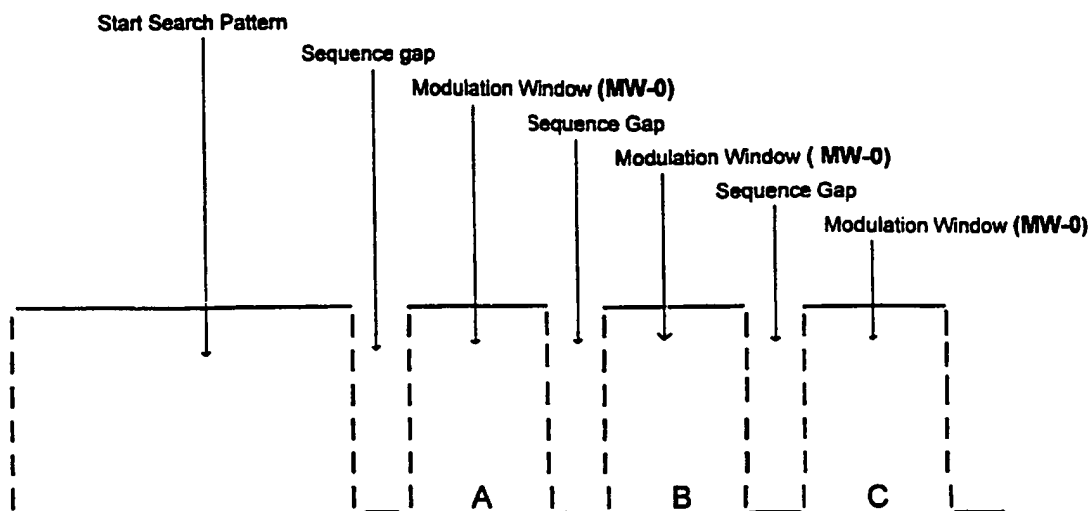 Start Search Pattern
Sequence gap
Modulation Window (MW-0)
Sequence Gap
Modulation Window ( MW-0)
Sequence Gap
Modulation Window (MW-0)
A
B
C